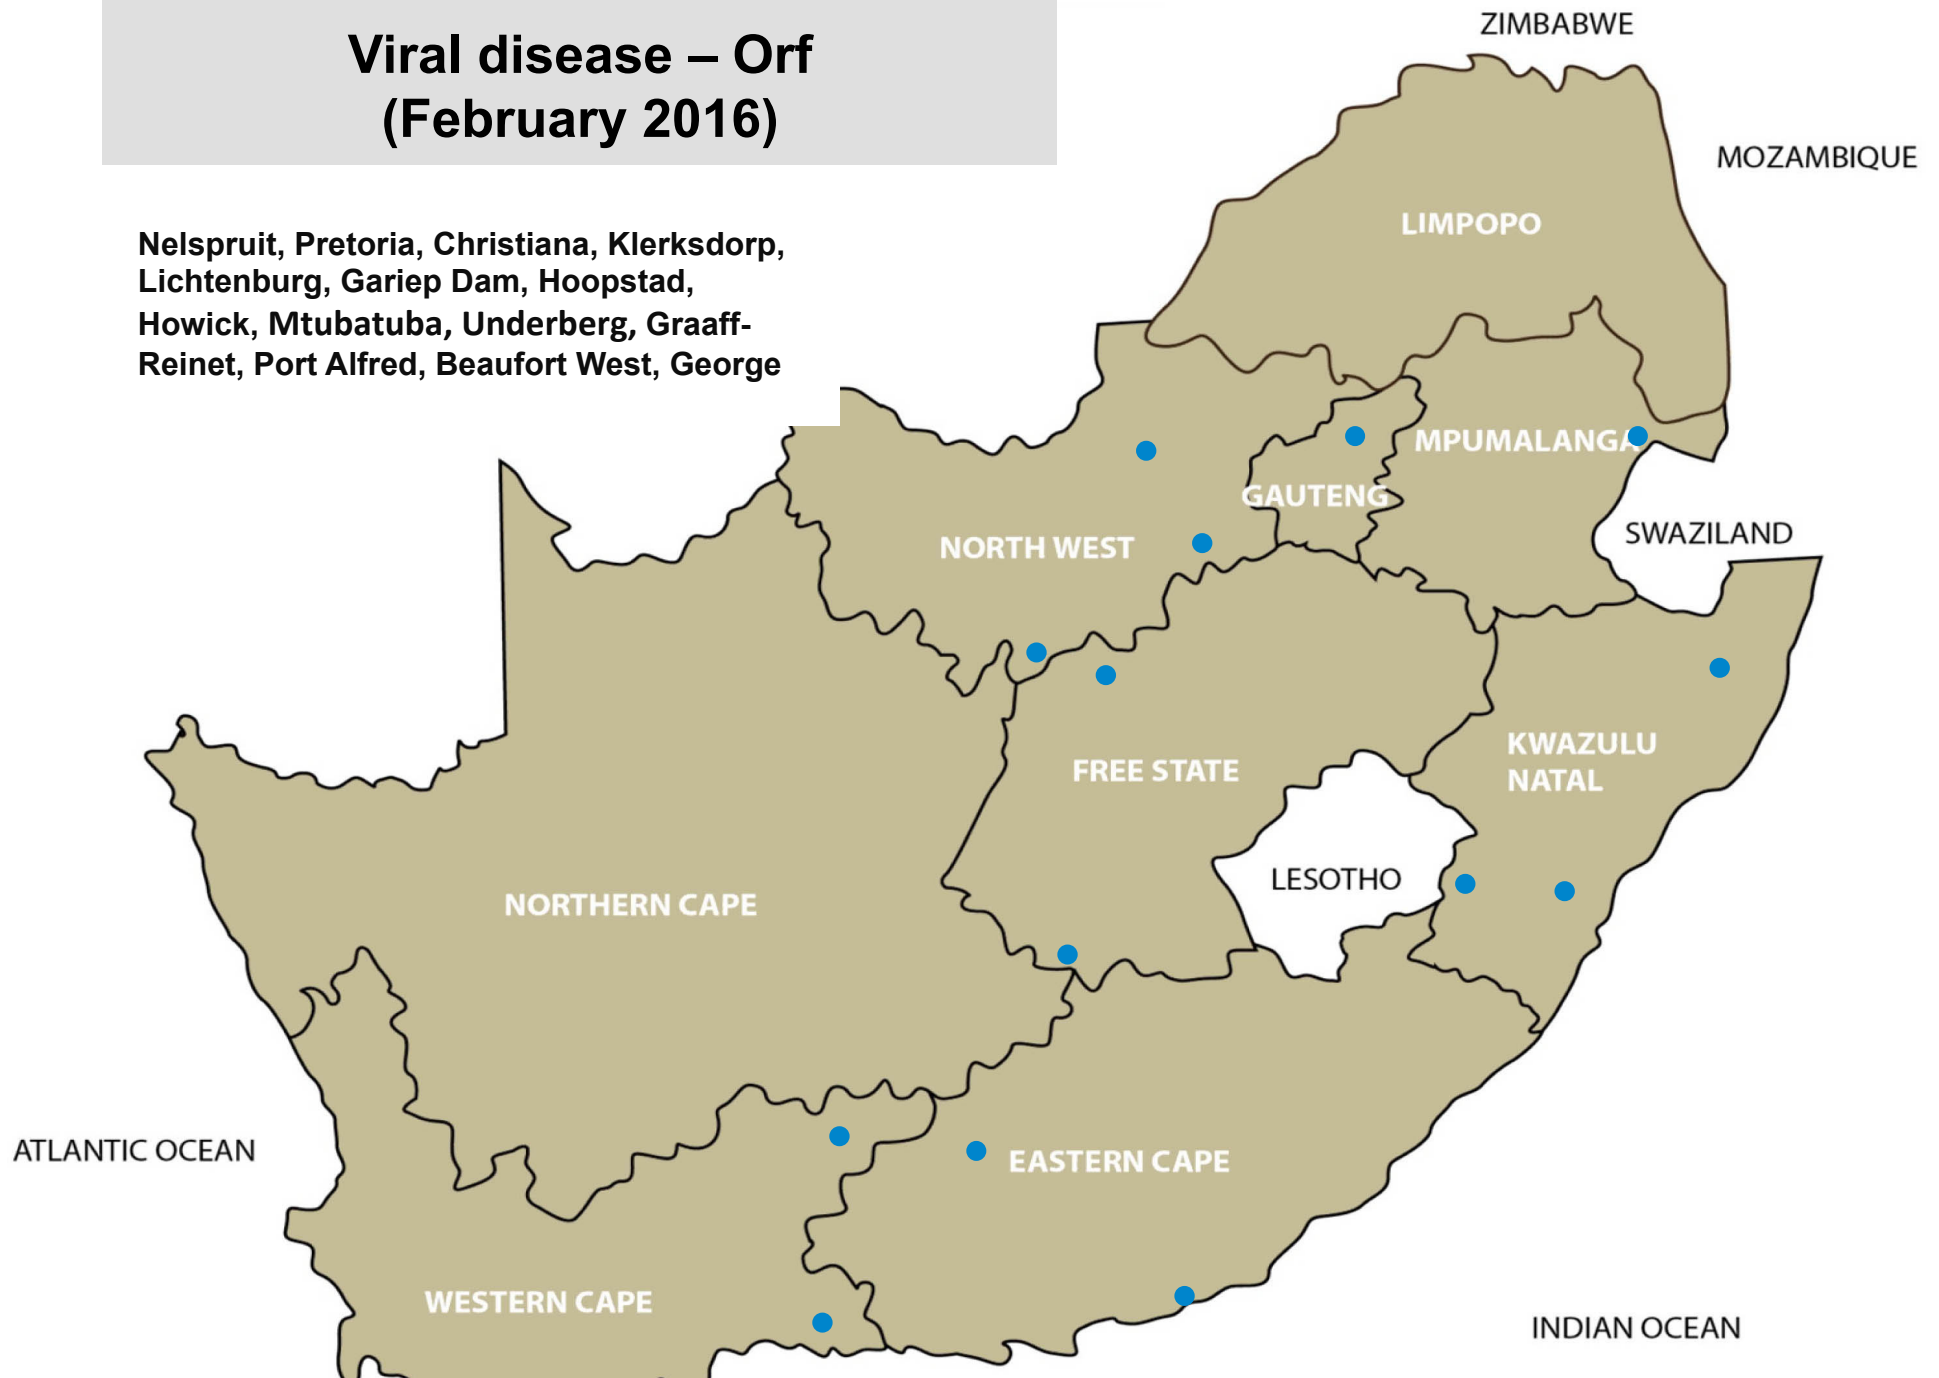 Viral disease – Orf
(February 2016)
Nelspruit, Pretoria, Christiana, Klerksdorp,
Lichtenburg, Gariep Dam, Hoopstad,
Howick, Mtubatuba, Underberg, Graaff-
Reinet, Port Alfred, Beaufort West, George
ZIMBABWE
MOZAMBIQUE
LIMPOPO
MPUMALANGA
GAUTENG
SWAZILAND
NORTH WEST
KWAZULU
NATAL
FREE STATE
LESOTHO
NORTHERN CAPE
ATLANTIC OCEAN
EASTERN CAPE
WESTERN CAPE
INDIAN OCEAN